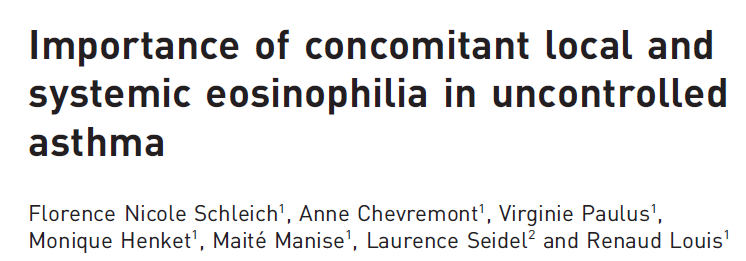 Importance of concomitant local and
systemic eosinophilia in uncontrolled
asthma
Florence Nicole Schleich¹, Anne Chevremont¹, Virginie Paulus¹,
Monique Henket¹, Maité Manise¹, Laurence Seidel² and Renaud Louis¹